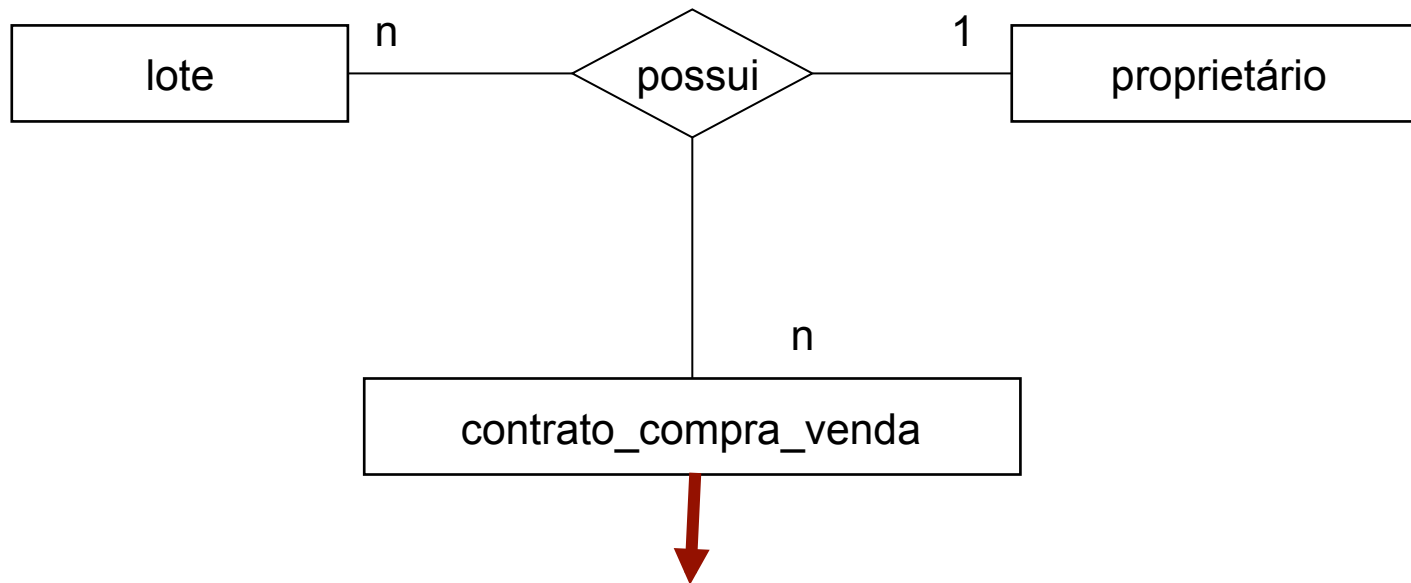 n
1
lote
possui
proprietário
n
contrato_compra_venda